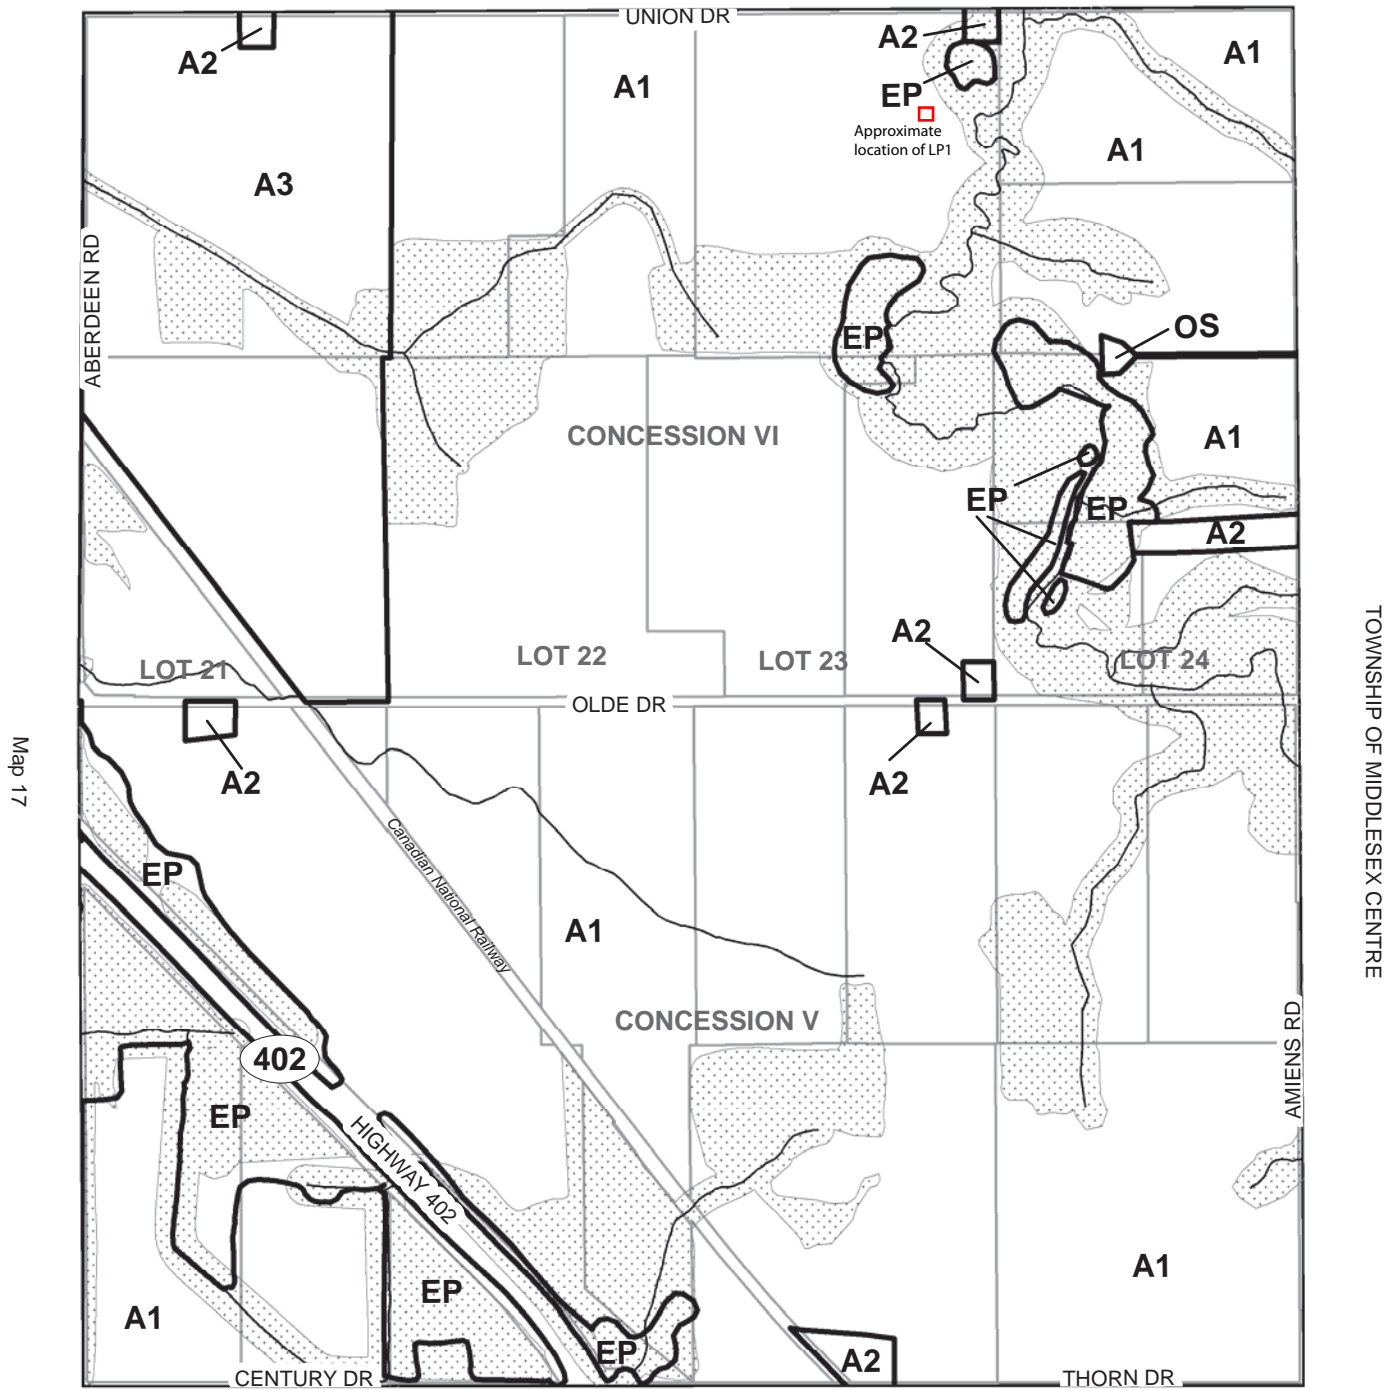 UNION DR
A2
A2
A1
A1
EP
Approximate
location of LP1
A1
A3
ABERDEEN RD
OS
EP
CONCESSION VI
A1
EP
EP
A2
A2
LOT 21
LOT 22
LOT 23
LOT 24
OLDE DR
TOWNSHIP OF MIDDLESEX CENTRE
Map 17
A2
A2
Canadian National Railway
EP
A1
CONCESSION V
402
AMIENS RD
EP
HIGHWAY 402
A1
EP
A1
EP
A2
CENTURY DR
THORN DR